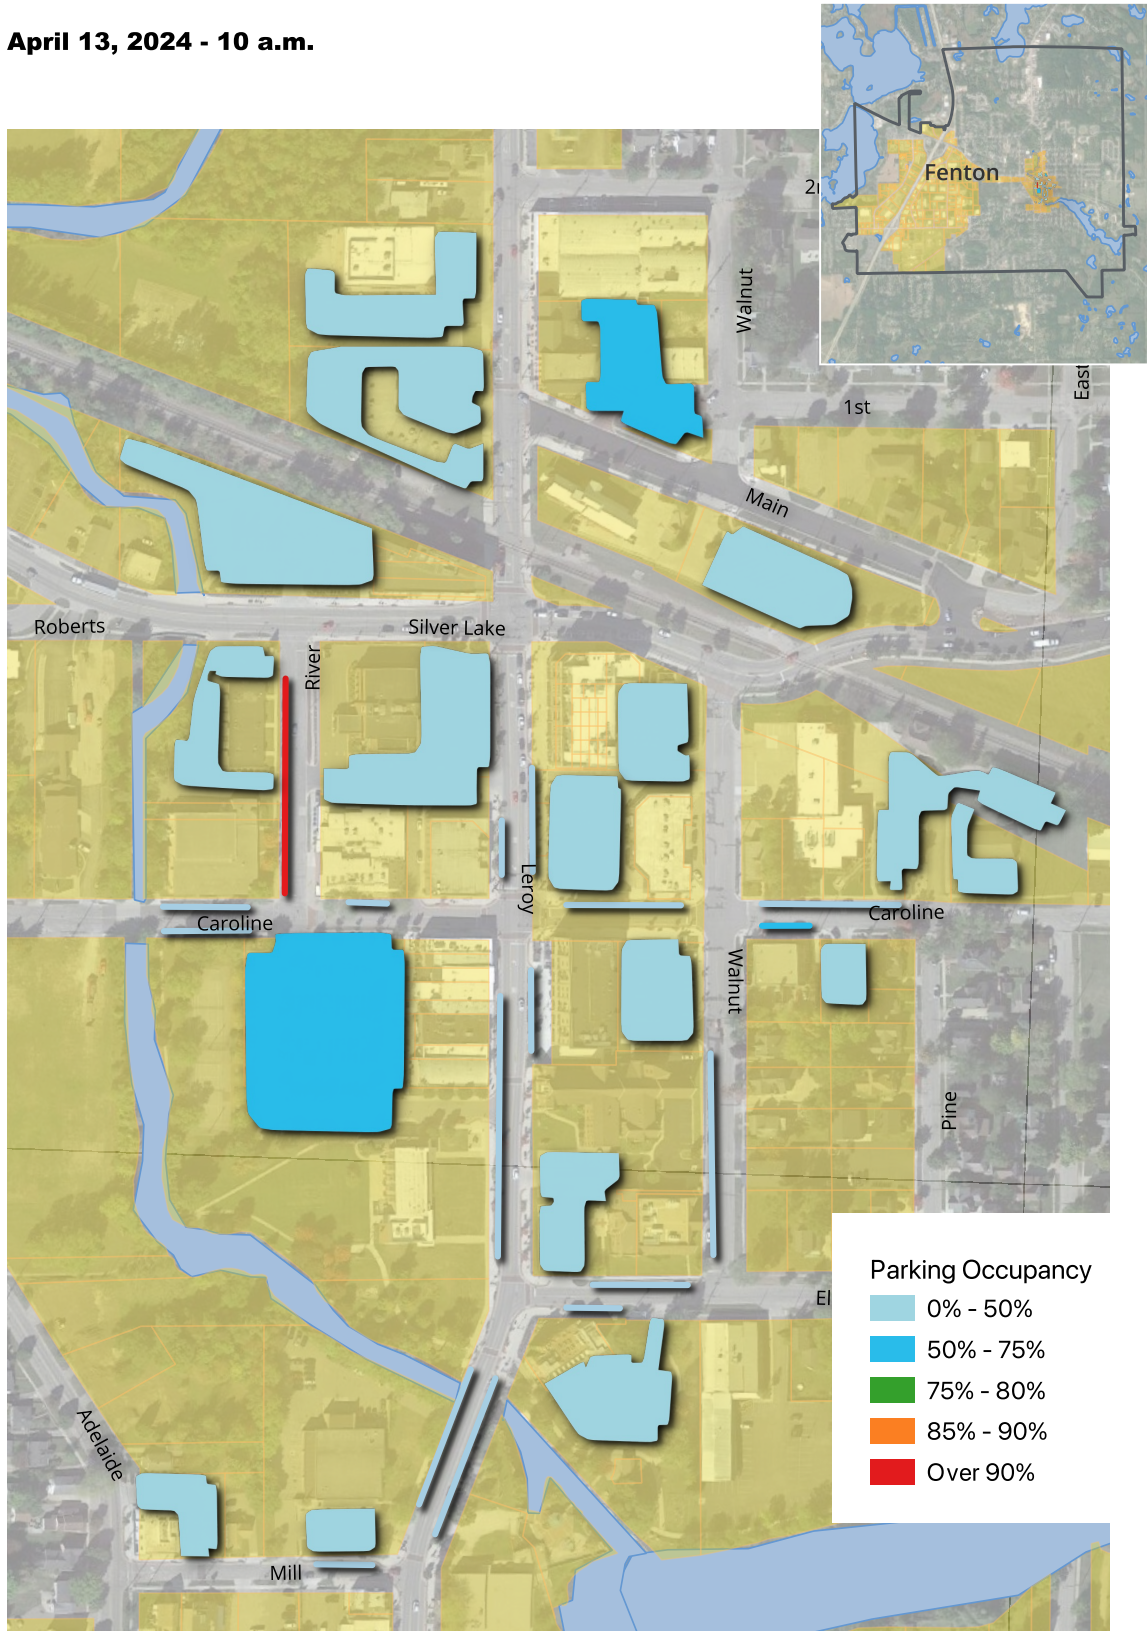 April 13, 2024 - 10 a.m.
Fenton
Walnut
East
1st
Main
Roberts
Silver Lake
River
Leroy
Caroline
Caroline
Walnut
Pine
Adelaide
Mill
Parking Occupancy
0% - 50%
50% - 75%
75% - 80%
85% - 90%
Over 90%